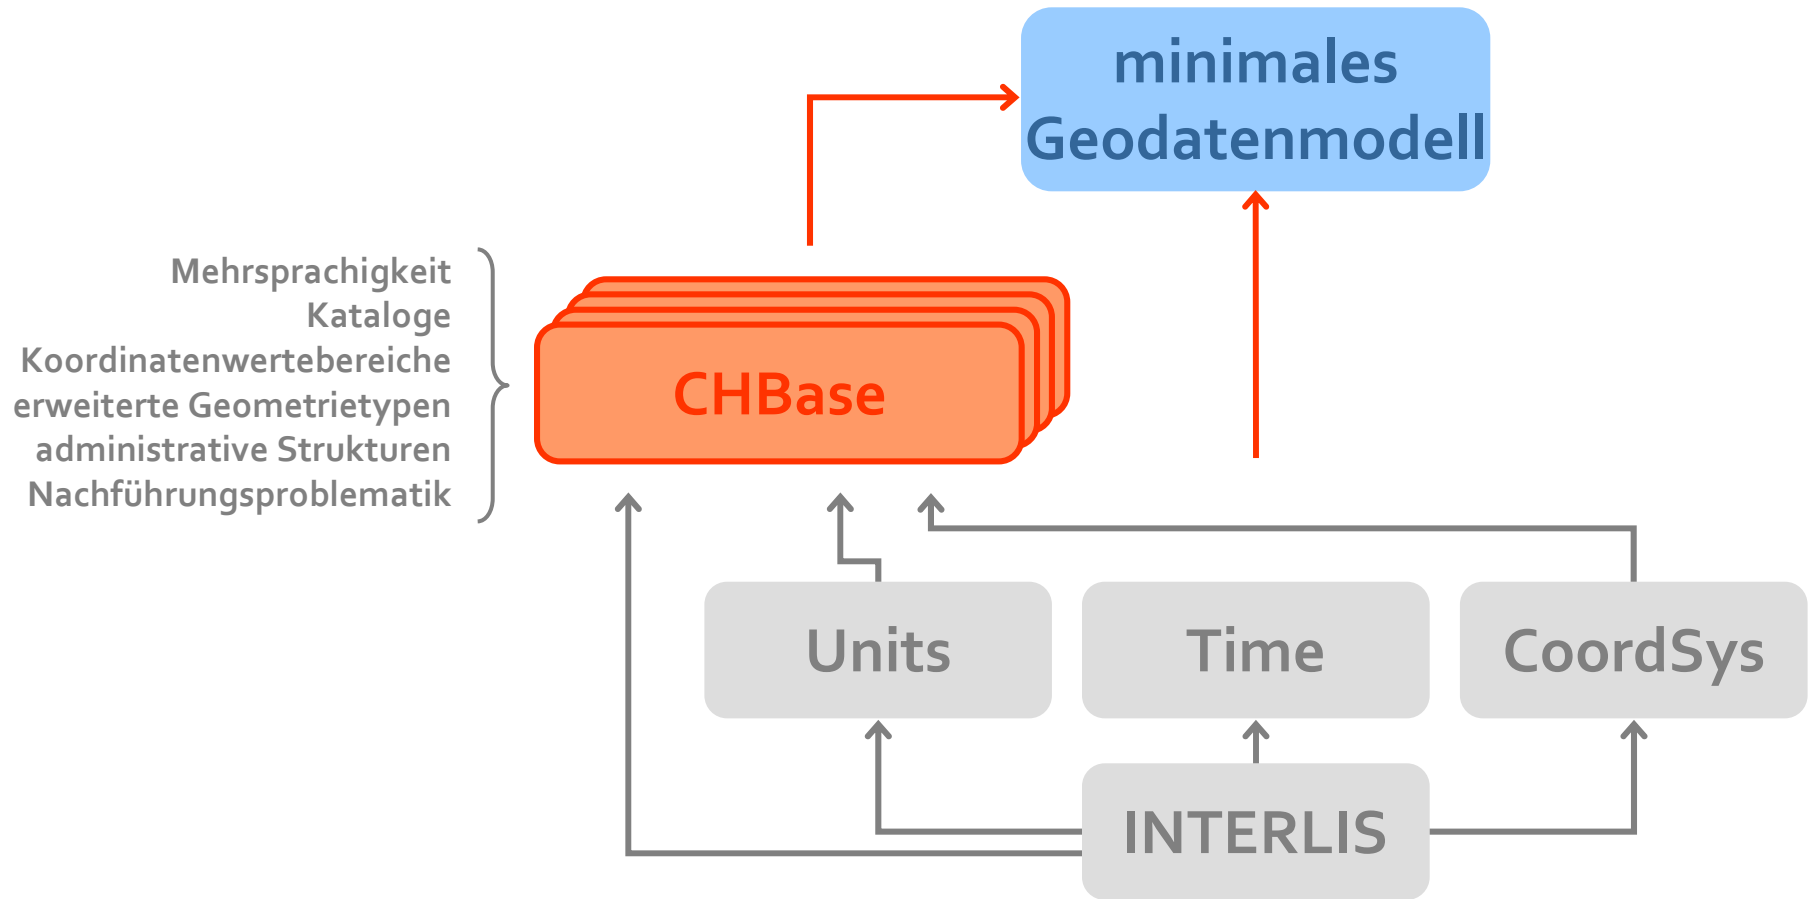 minimales
Geodatenmodell
Mehrsprachigkeit
Kataloge
Koordinatenwertebereiche
erweiterte Geometrietypen
administrative Strukturen
Nachführungsproblematik
CHBase
Units
Time
CoordSys
INTERLIS